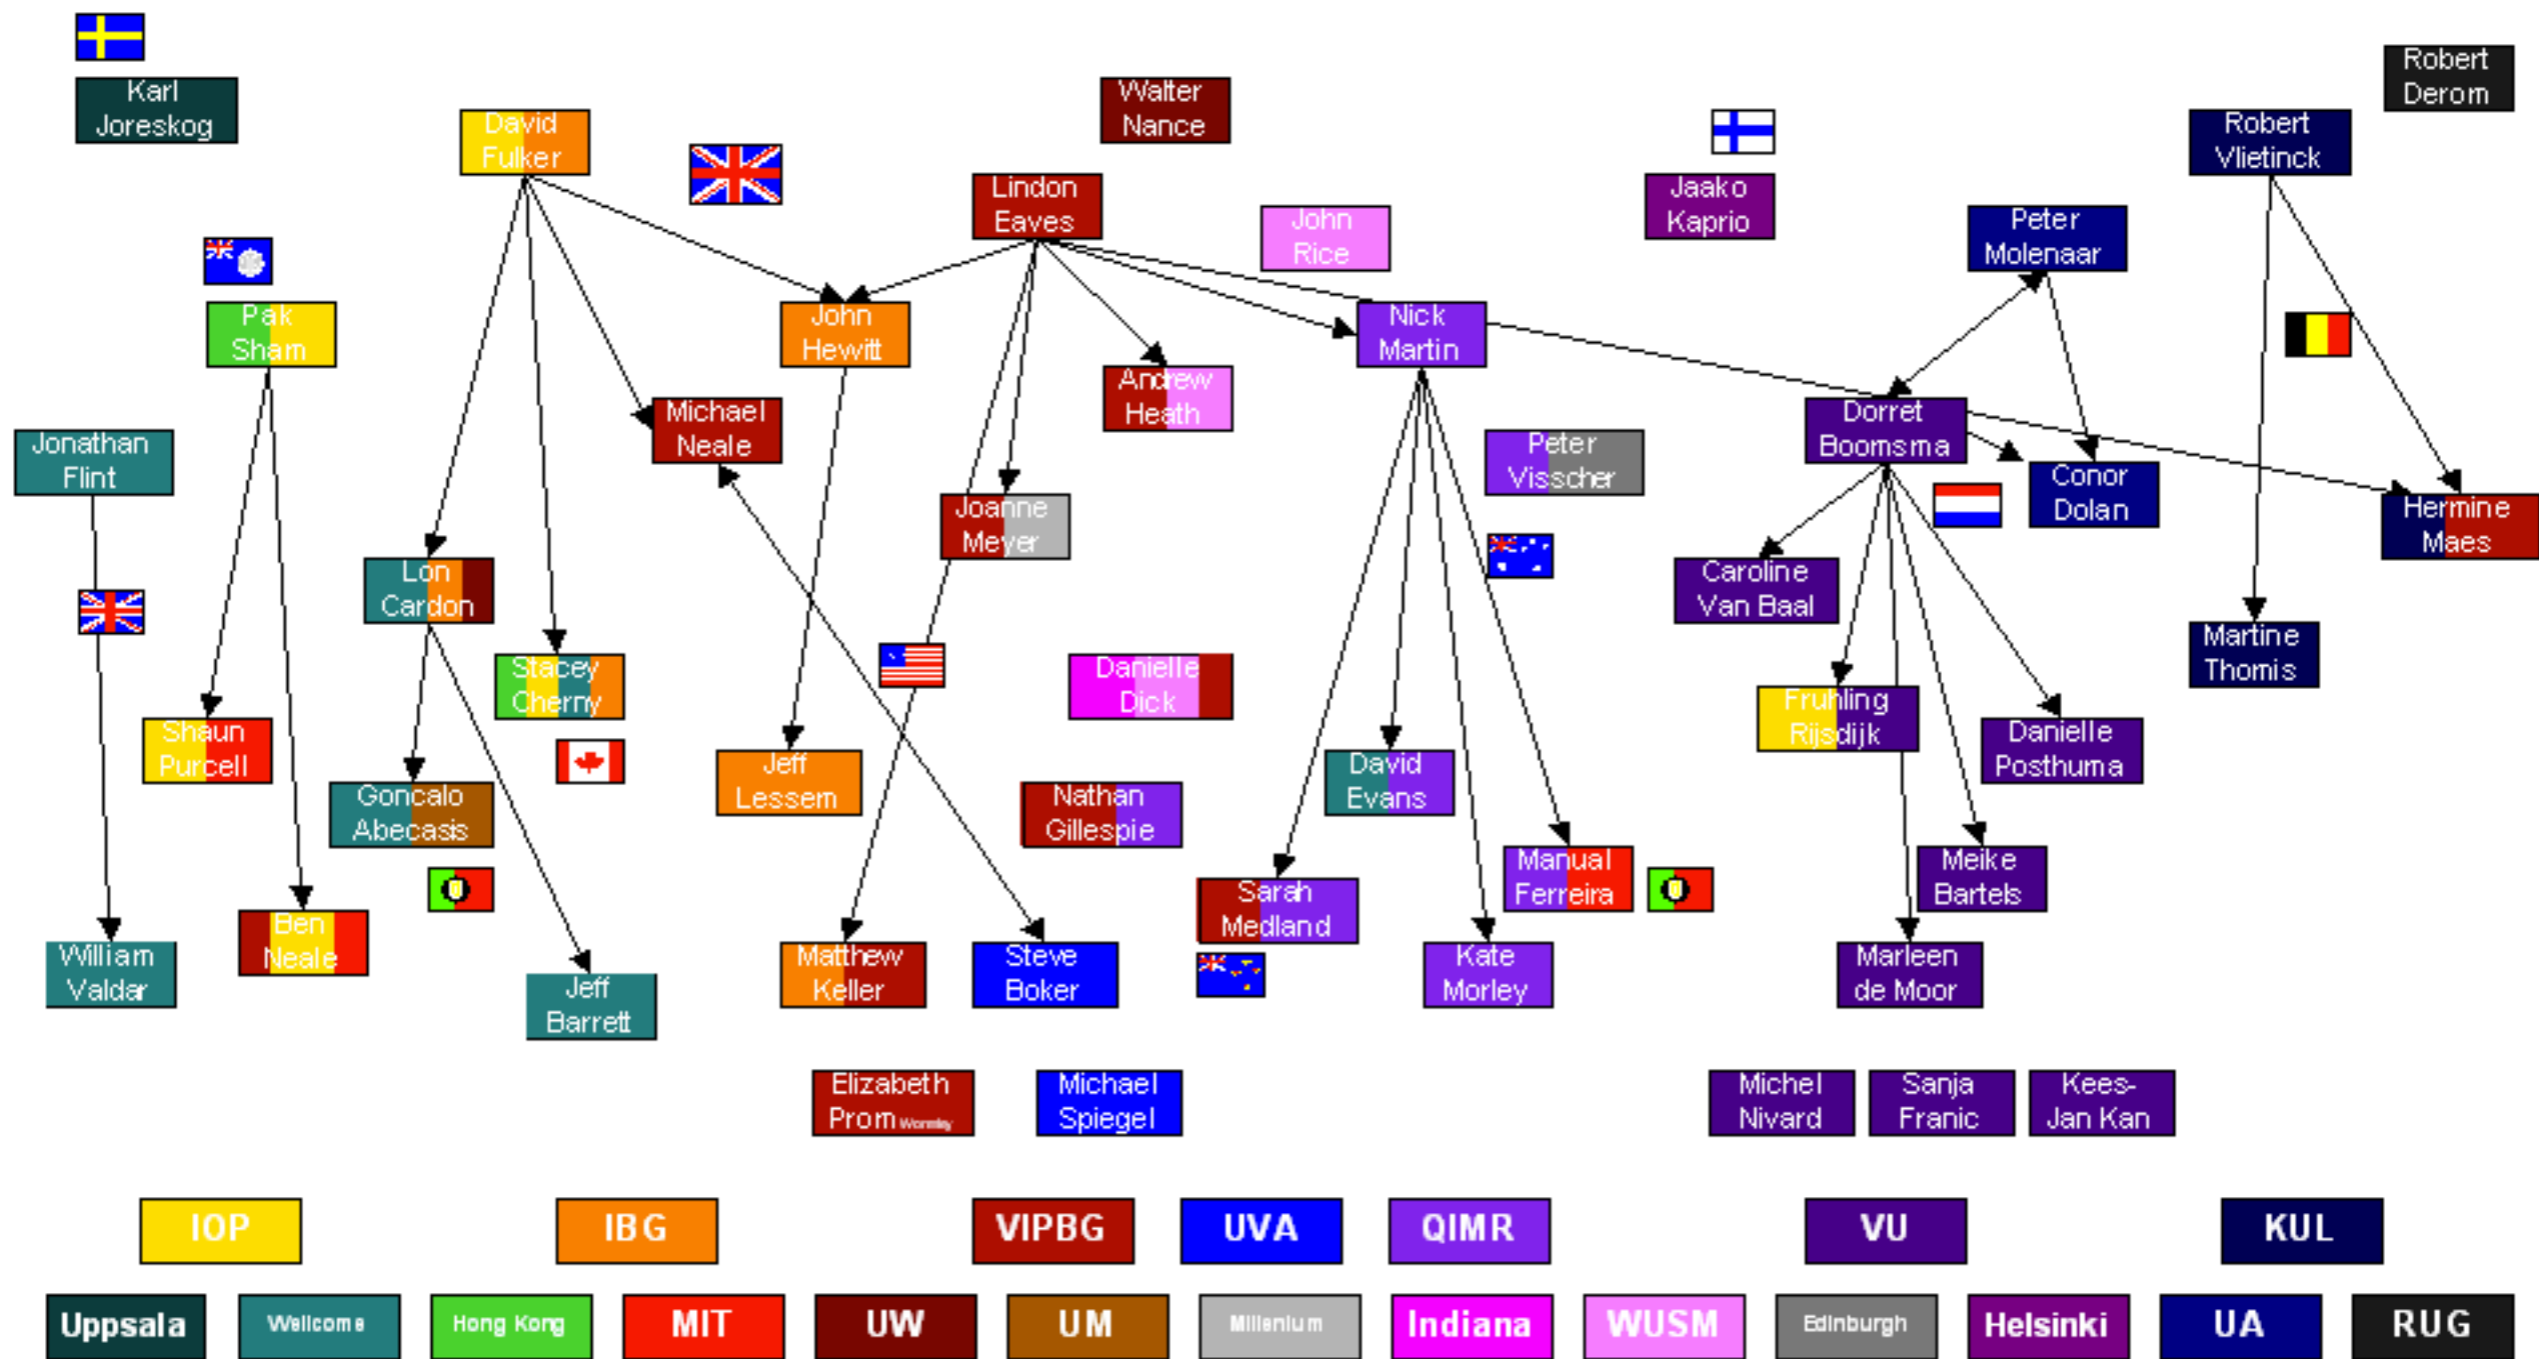 Karl
Joreskog
David
Fulker
Walter
Nance
Robert
Derom
Robert
Vlietinck
Lindon
Eaves
John
Rice
Jaako
Kaprio
Peter
Molenaar
Pak
Sham
John
Hewitt
Nick
Martin
Andrew
Heath
Michael
Neale
Dorret
Boomsma
Jonathan
Flint
Peter
Visscher
Conor
Dolan
Joanne
Meyer
Hermine
Maes
Lon
Cardon
Caroline
Van Baal
Martine
Thomis
Stacey
Cherny
Danielle
Dick
Fruhling
Rijsdijk
Shaun
Purcell
Danielle
Posthuma
Jeff
Lessem
David
Evans
Goncalo
Abecasis
Nathan
Gillespie
Manual
Ferreira
Meike
Bartels
Sarah
Medland
Ben
Neale
William
Valdar
Matthew
Keller
Steve
Boker
Kate
Morley
Marleen
de Moor
Jeff
Barrett
Elizabeth
Prom Wormley
Michael
Spiegel
Michel
Nivard
Sanja
Franic
Kees-
Jan Kan
IOP
IBG
VIPBG
UVA
QIMR
VU
KUL
Uppsala
Wellcome
Hong Kong
MIT
UW
UM
Millenium
Indiana
WUSM
Edinburgh
Helsinki
UA
RUG